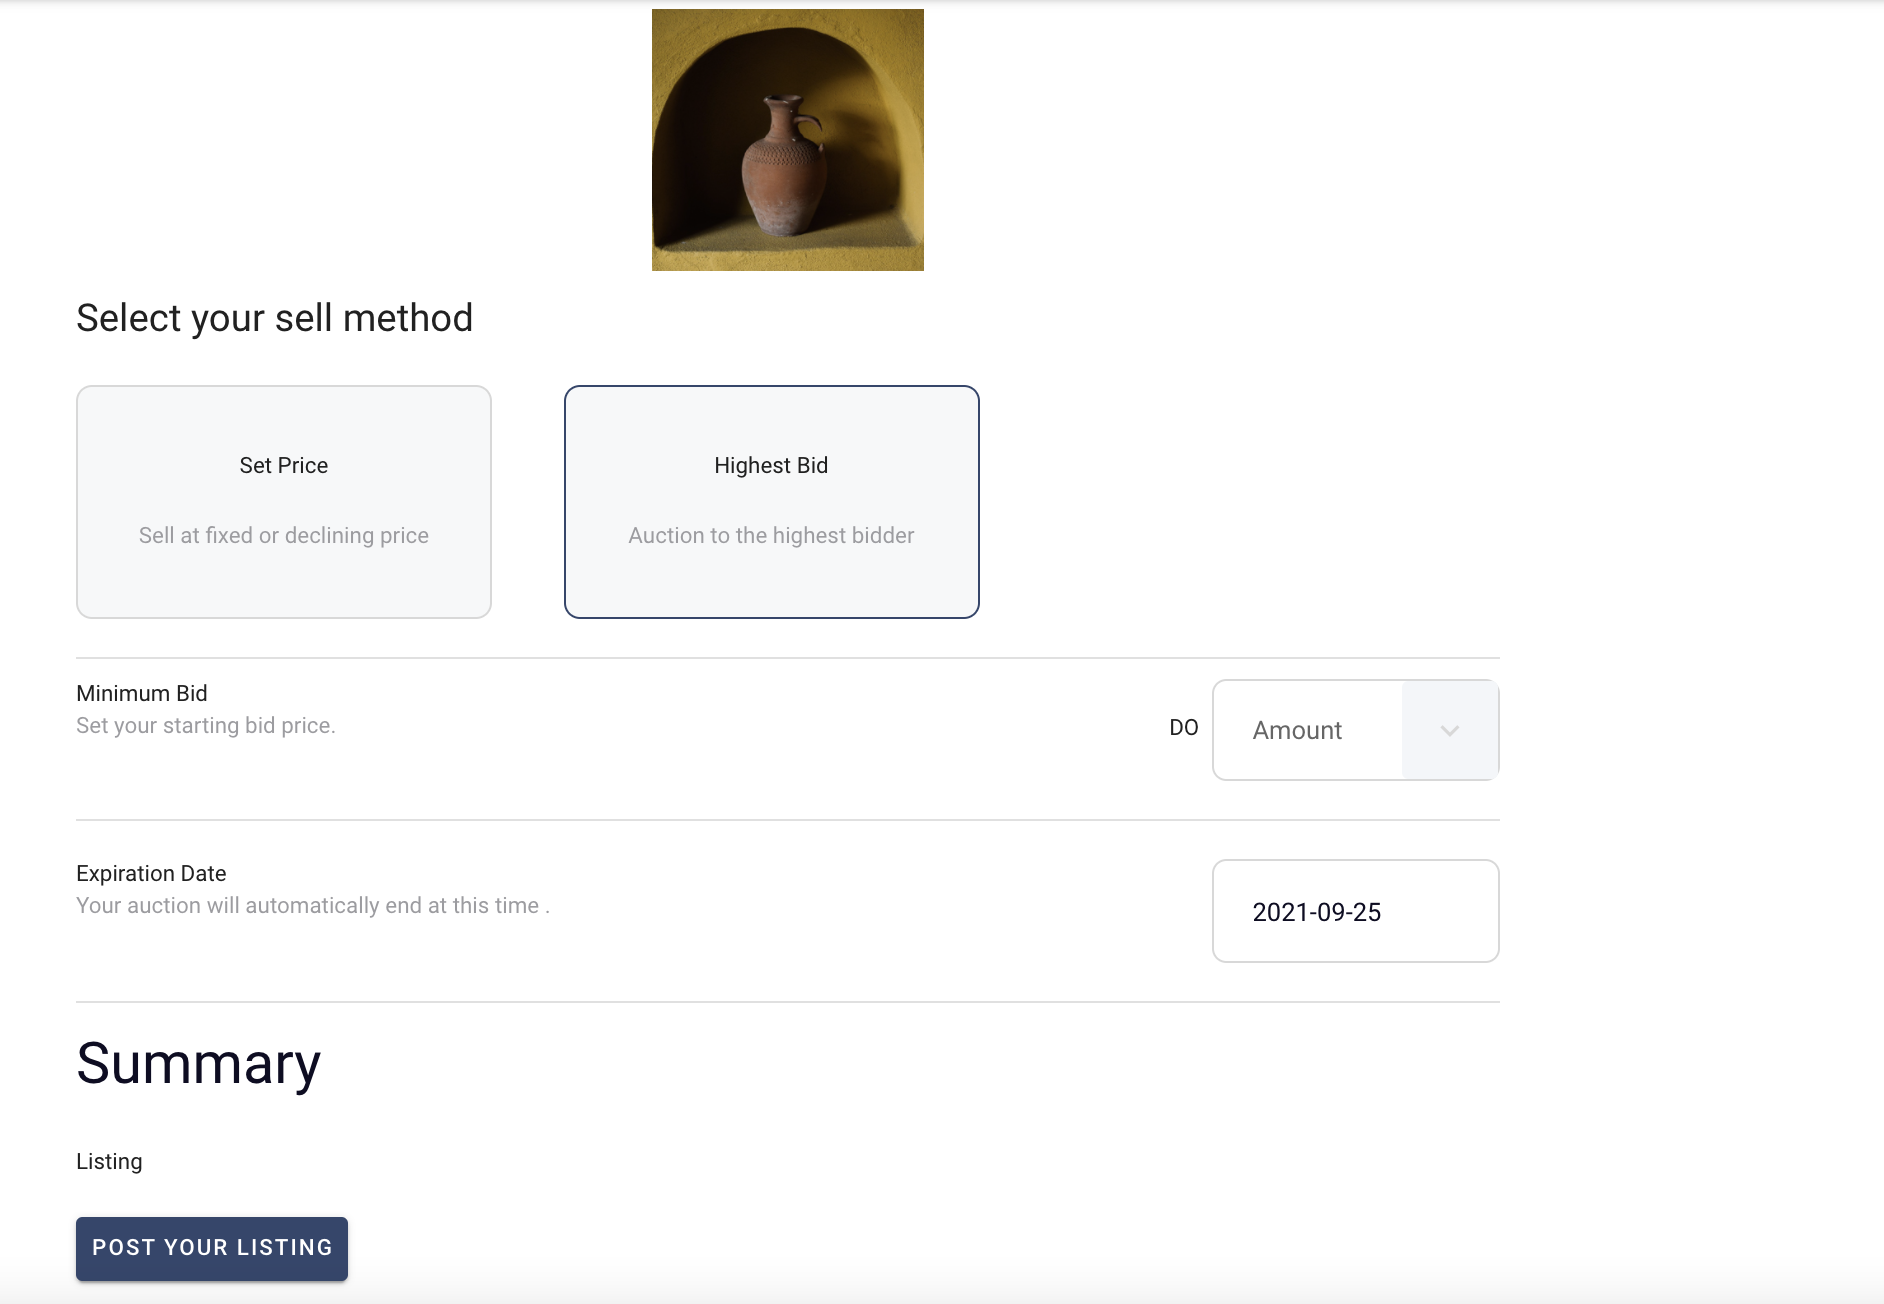 Select your sell method
Set Price
Sell at fixed or declining price
Highest Bid
Auction to the highest bidder
Minimum Bid
Set your starting bid price.
DO
Amount
Expiration Date
Your auction will automatically end at this time .
2021-09-25
Summary
Listing
POST YOUR LISTING